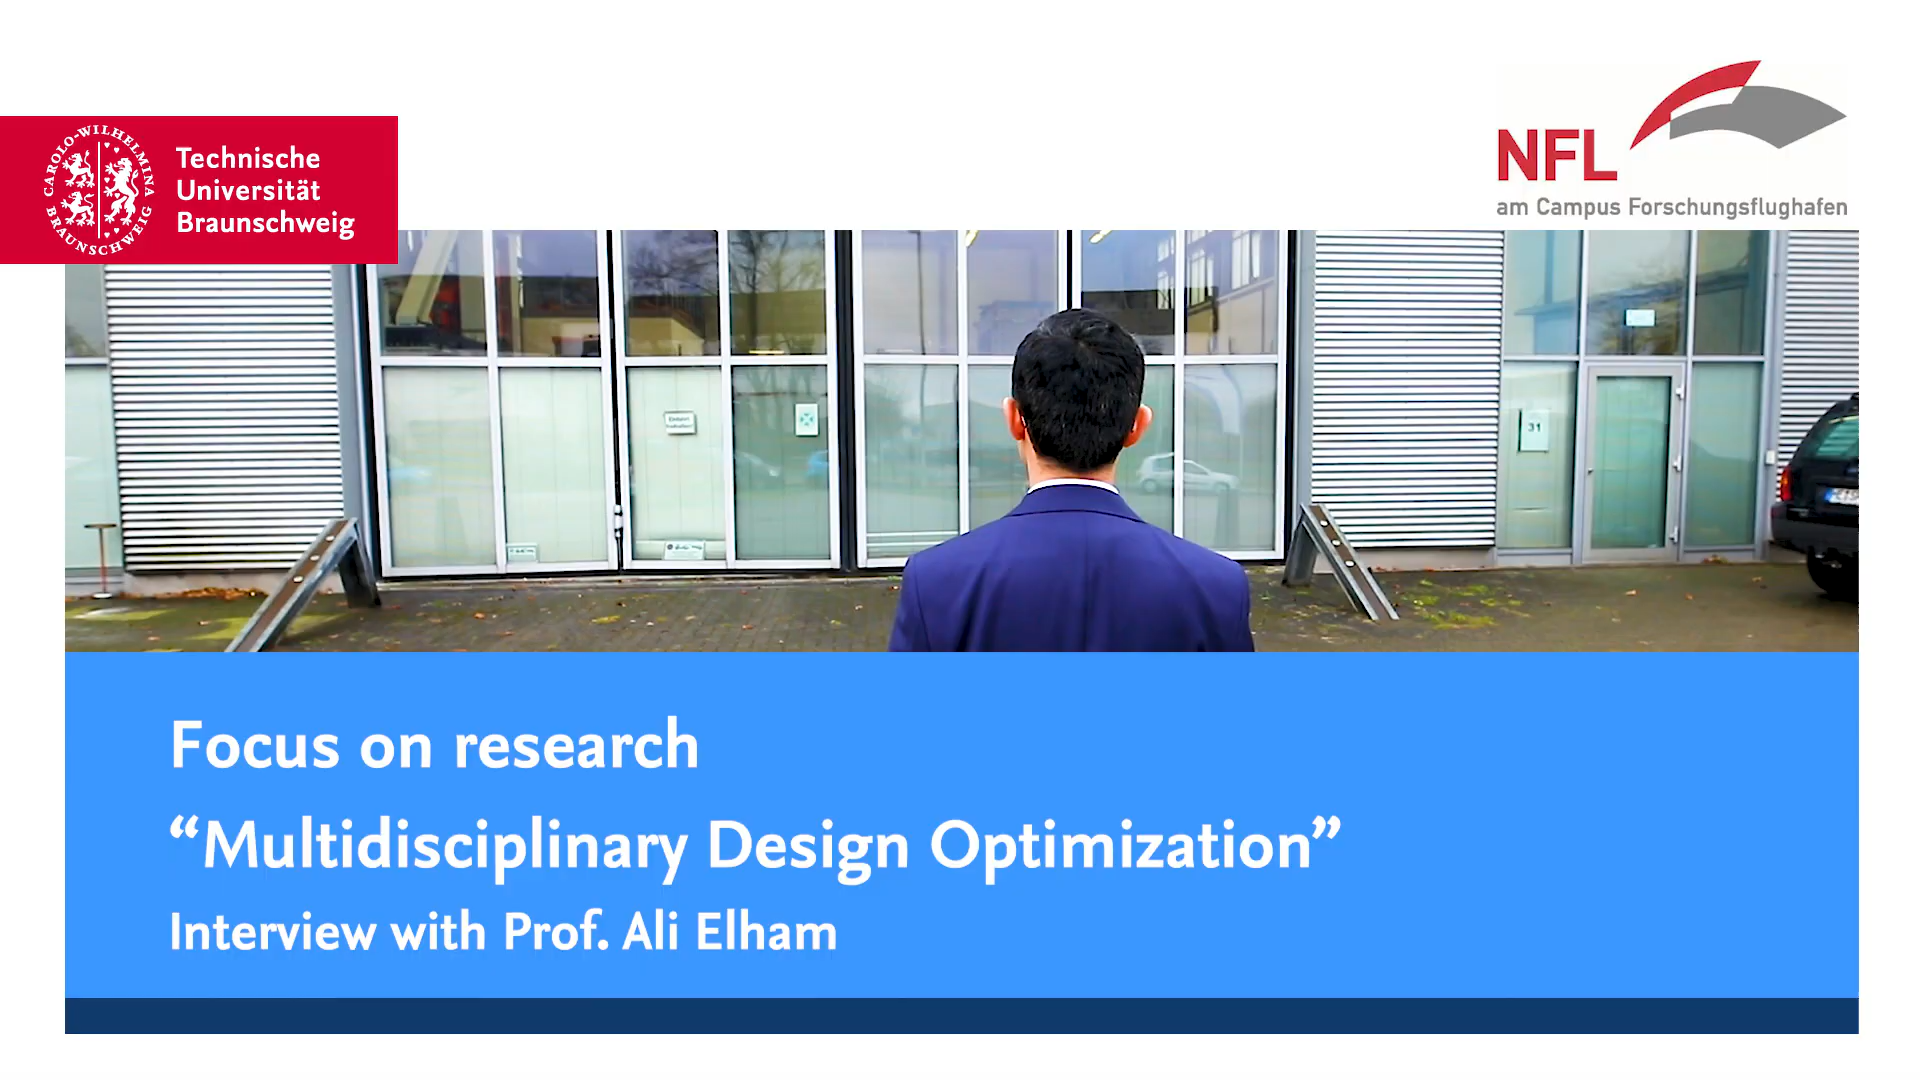 CAROLO-WILHELMINA
BRAUNSCHWEIG
Technische
Universität
Braunschweig
NFL
am Campus Forschungsflughafen
31
Focus on research
“Multidisciplinary Design Optimization”
Interview with Prof. Ali Elham